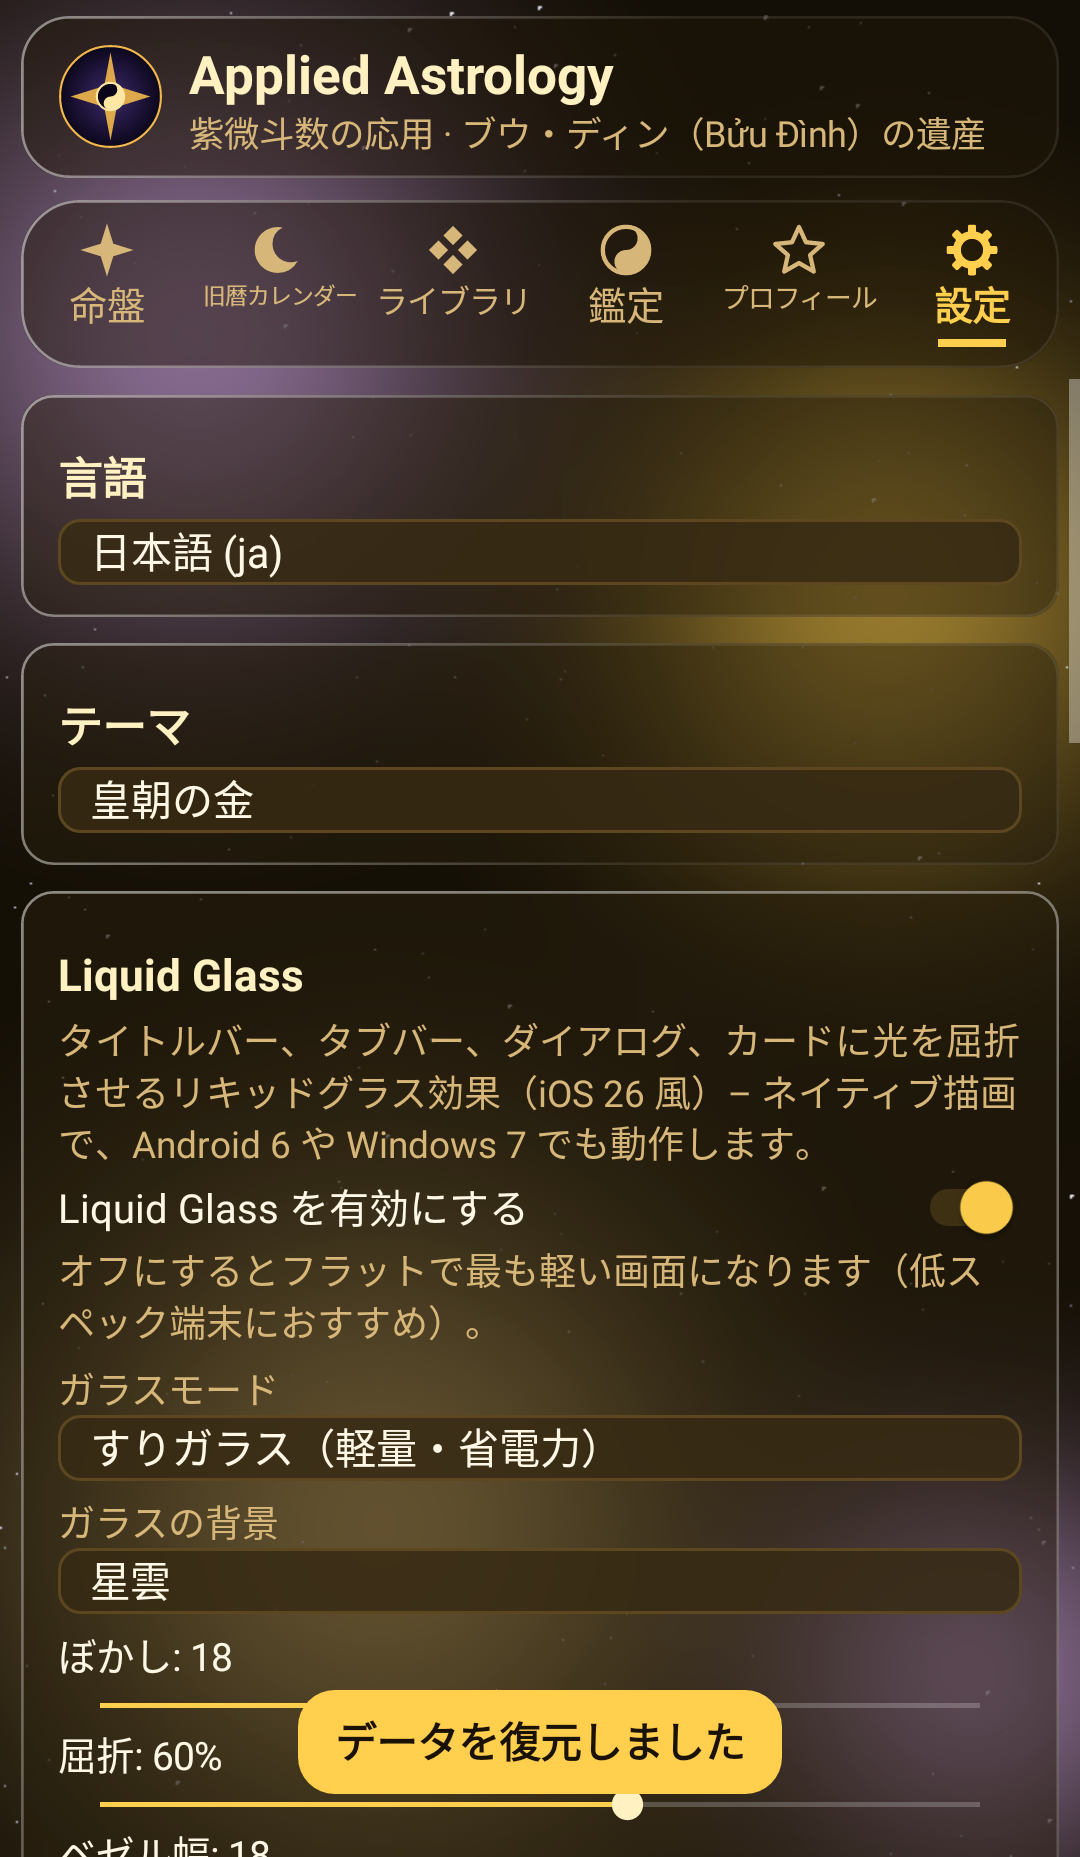 Applied Astrology
紫微斗数の応用 · ブウ・ディン（Bửu Đình）の遺産
命盤
旧暦カレンダー
ライブラリ
鑑定
プロフィール
設定
言語
日本語 (ja)
テーマ
皇朝の金
Liquid Glass
タイトルバー、タブバー、ダイアログ、カードに光を屈折
させるリキッドグラス効果（iOS 26 風）– ネイティブ描画
で、Android 6 や Windows 7 でも動作します。
Liquid Glass を有効にする
オフにするとフラットで最も軽い画面になります（低ス
ペック端末におすすめ）。
ガラスモード
すりガラス（軽量・省電力）
ガラスの背景
星雲
ぼかし: 18
データを復元しました
屈折: 60%
ベゼル幅: 18